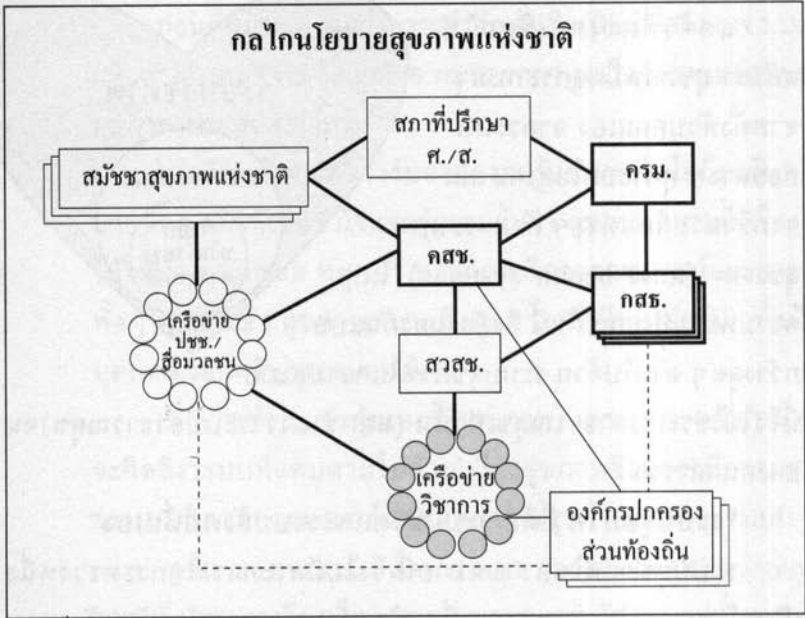 กลไกนโยบายสุขภาพแห่งชาติ
สภาที่ปรึกษา
ศ./ส.
สมัชชาสุขภาพแห่งชาติ
ครม.
คสช.
กสธ.
เครือข่าย
ปชช./
สื่อมวลชน
สวสช.
เครือข่าย
วิชาการ
องค์กรปกครอง
ส่วนท้องถิ่น